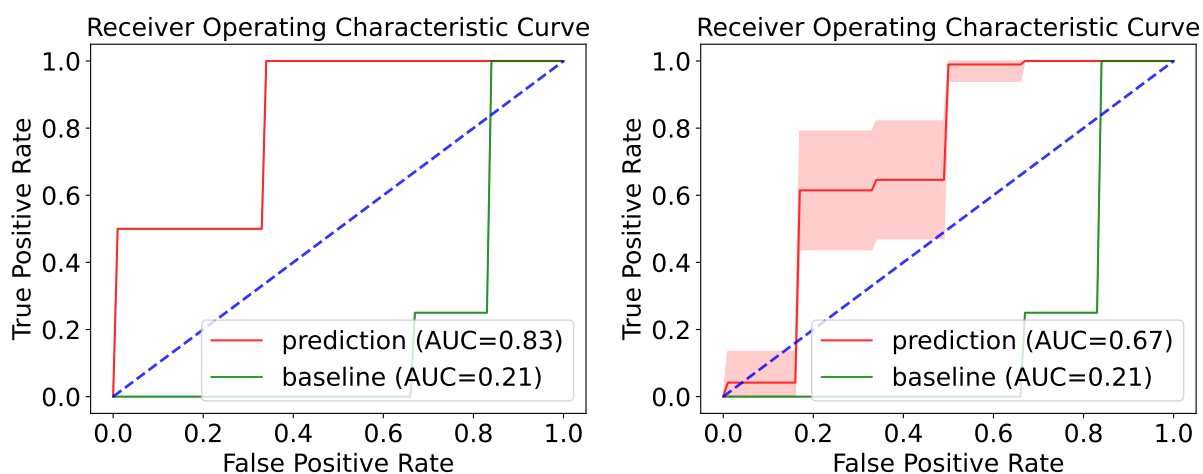 Receiver Operating Characteristic Curve
True Positive Rate
1.0
0.8
0.6
0.4
0.2
0.0
prediction (AUC=0.83)
baseline (AUC=0.21)
0.0 0.2 0.4 0.6 0.8 1.0
False Positive Rate
Receiver Operating Characteristic Curve
True Positive Rate
1.0
0.8
0.6
0.4
0.2
0.0
prediction (AUC=0.67)
baseline (AUC=0.21)
0.0 0.2 0.4 0.6 0.8 1.0
False Positive Rate